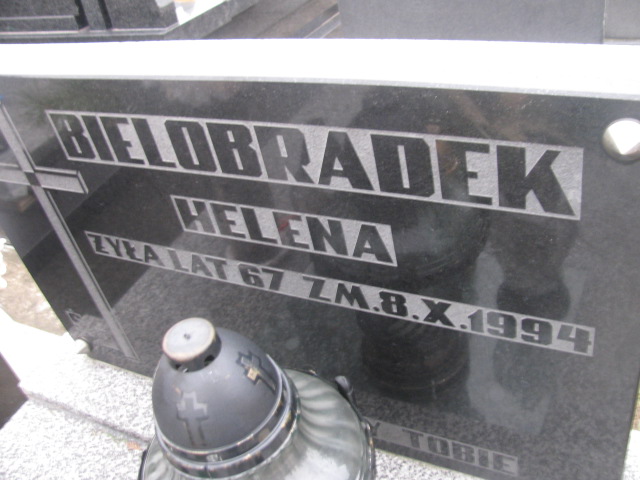 BIELOBRADEK
HELENA
ŻYŁA LAT 67 ZM.8.X.1994
TOBIE